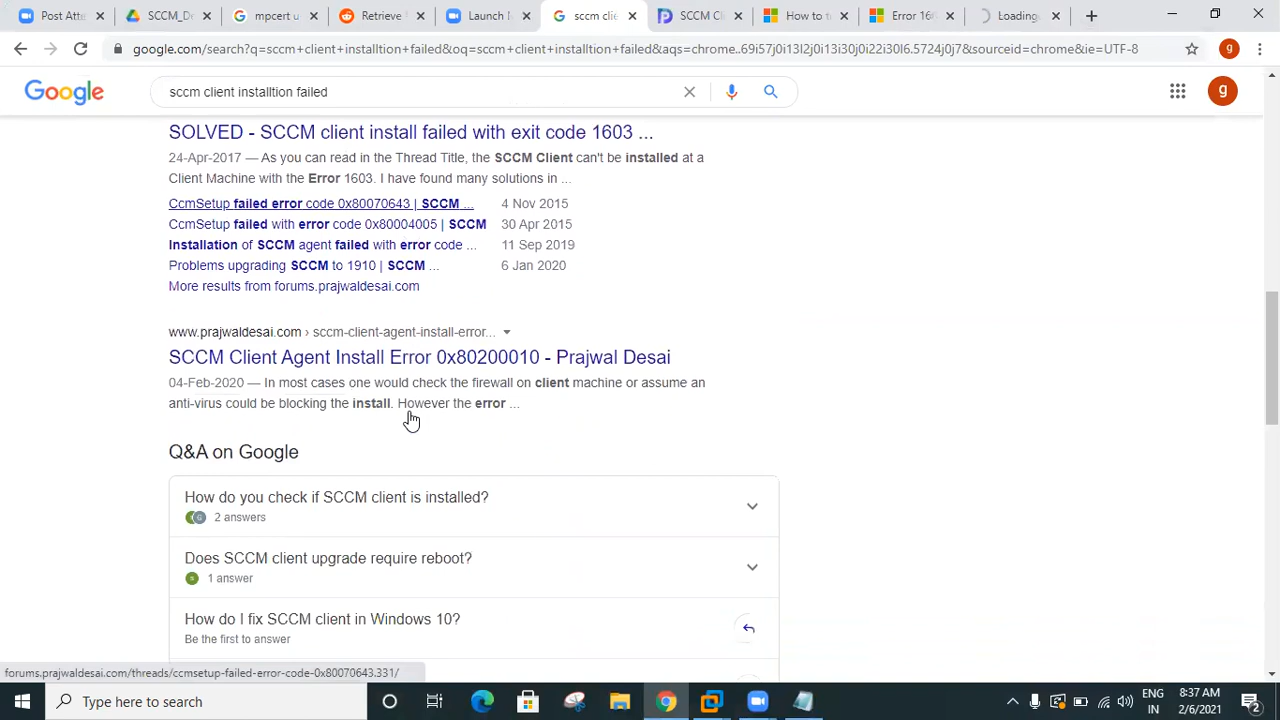 Post Att
SCCM_De
mpcert u
Retrieve
Launch M
sccm clie
SCCM Cl
How to t
Error 16
Loading
google.com/search?q=sccm+client+installtion+failed&oq=sccm+client+installtion+failed&aqs=chrome..69i57j0i13l2j0i13i30j0i22i30l6.5724j0j7&sourceid=chrome&ie=UTF-8
g
Google
sccm client installtion failed
g
SOLVED - SCCM client install failed with exit code 1603 ...
24-Apr-2017 — As you can read in the Thread Title, the SCCM Client can't be installed at a
Client Machine with the Error 1603. I have found many solutions in ...
CcmSetup failed error code 0x80070643 | SCCM ... 4 Nov 2015
CcmSetup failed with error code 0x80004005 | SCCM 30 Apr 2015
Installation of SCCM agent failed with error code ... 11 Sep 2019
Problems upgrading SCCM to 1910 | SCCM ... 6 Jan 2020
More results from forums.prajwaldesai.com
www.prajwaldesai.com › sccm-client-agent-install-error...
SCCM Client Agent Install Error 0x80200010 - Prajwal Desai
04-Feb-2020 — In most cases one would check the firewall on client machine or assume an
anti-virus could be blocking the install. However the error ...
Q&A on Google
How do you check if SCCM client is installed?
2 answers
Does SCCM client upgrade require reboot?
1 answer
How do I fix SCCM client in Windows 10?
Be the first to answer
forums.prajwaldesai.com/threads/ccmsetup-failed-error-code-0x80070643.331/
Type here to search
ENG
IN
8:37 AM
2/6/2021
2